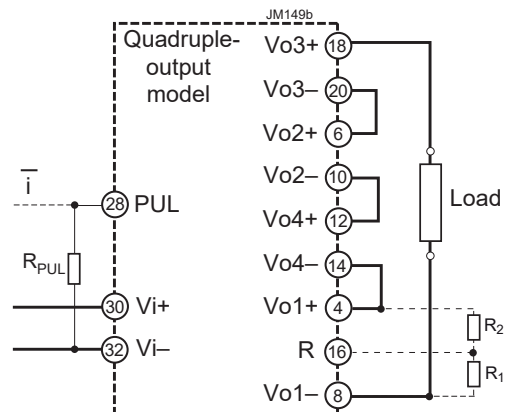 JM149b
Quadruple-
output
model
Vo3+ 18
Vo3– 20
Vo2+ 6
Vo2– 10
Vo4+ 12
Vo4– 14
Vo1+ 4
R 16
Vo1– 8
i
28 PUL
RPUL
30 Vi+
32 Vi–
Load
R2
R1